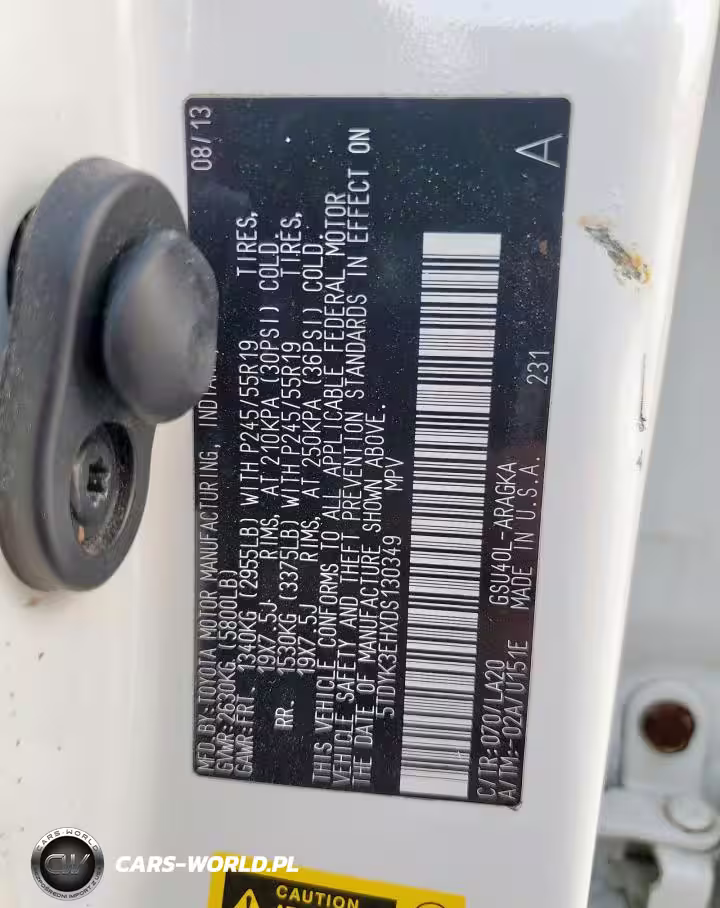 08/13
MFD BY: TOYOTA MOTOR MANUFACTURING, INDIANA,
GVWR: 2630KG (5800LB)
GAWR: FRT. 1340KG (2955LB) WITH P245/55R19 TIRES,
19X7.5J RIMS, AT 210KPA (30PSI) COLD.
RR. 1530KG (3375LB) WITH P245/55R19 TIRES,
19X7.5J RIMS, AT 250KPA (36PSI) COLD.
THIS VEHICLE CONFORMS TO ALL APPLICABLE FEDERAL MOTOR
VEHICLE SAFETY AND THEFT PREVENTION STANDARDS IN EFFECT ON
THE DATE OF MANUFACTURE SHOWN ABOVE.
5TDYK3EHXDS130349 MPV
C/TR: 070/LA20 GSU40L-ARAGKA 231
A/TM: -02A/U151E MADE IN U.S.A.
A
CARS-WORLD
CW
CARS-WORLD.PL
CAUTION